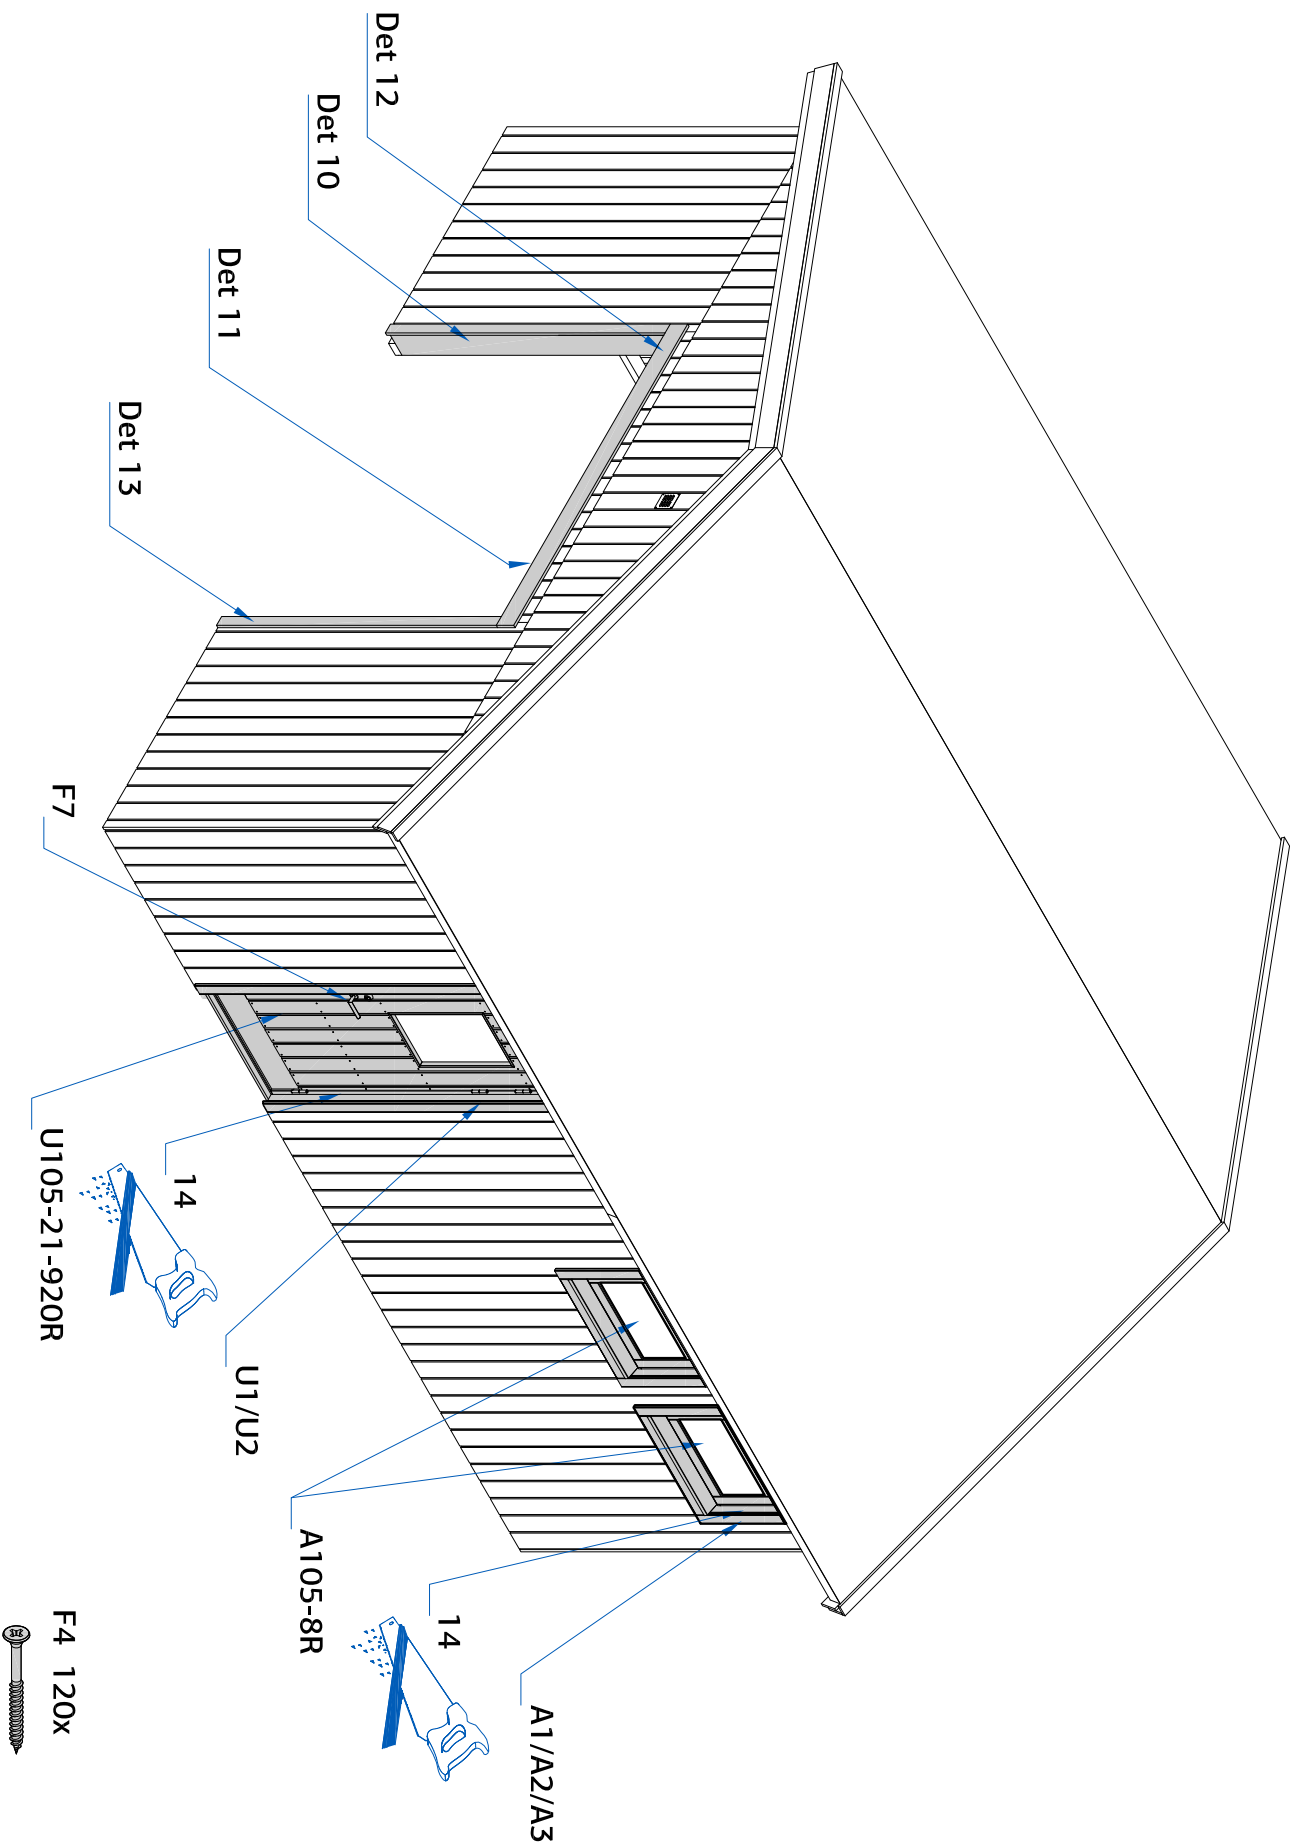 Det 12
Det 10
Det 11
Det 13
F7
U105-21-920R
14
U1/U2
A105-8R
14
A1/A2/A3
F4 120x